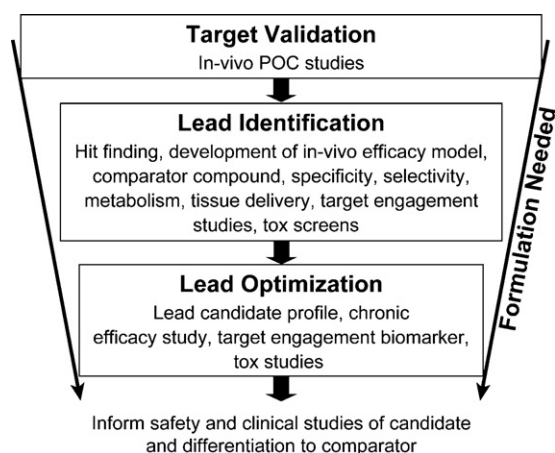 Target Validation
In-vivo POC studies
Lead Identification
Hit finding, development of in-vivo efficacy model,
comparator compound, specificity, selectivity,
metabolism, tissue delivery, target engagement
studies, tox screens
Formulation Needed
Lead Optimization
Lead candidate profile, chronic
efficacy study, target engagement biomarker,
tox studies
Inform safety and clinical studies of candidate
and differentiation to comparator